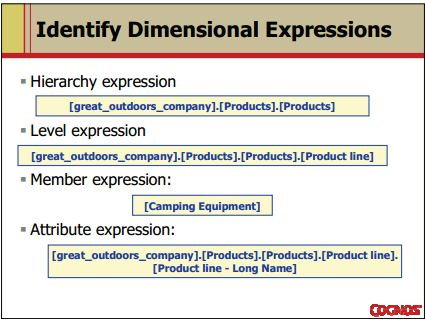 Identify Dimensional Expressions
Hierarchy expression
[great_outdoors_company].[Products].[Products]
Level expression
[great_outdoors_company].[Products].[Products].[Product line]
Member expression:
[Camping Equipment]
Attribute expression:
[great_outdoors_company].[Products].[Products].[Product line].
[Product line - Long Name]
COGNOS